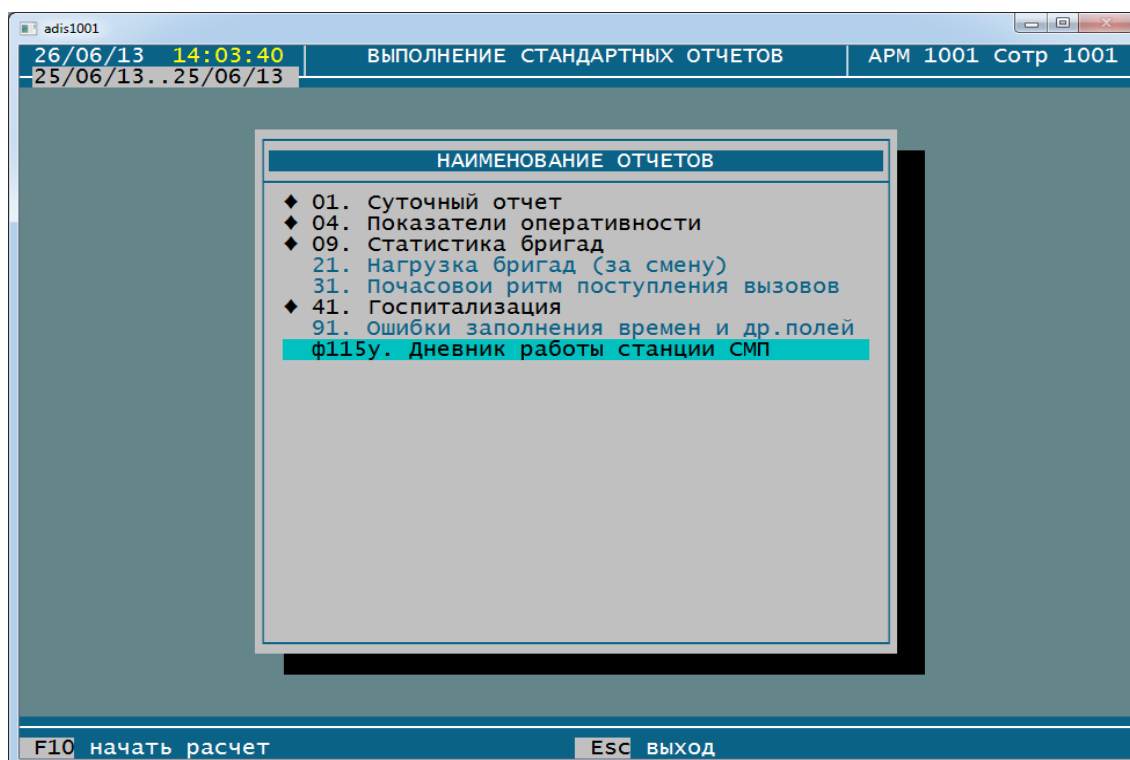 adis1001
26/06/13 14:03:40 ВЫПОЛНЕНИЕ СТАНДАРТНЫХ ОТЧЕТОВ АРМ 1001 Сотр 1001
25/06/13..25/06/13
НАИМЕНОВАНИЕ ОТЧЕТОВ
♦ 01. Суточный отчет
♦ 04. Показатели оперативности
♦ 09. Статистика бригад
21. Нагрузка бригад (за смену)
31. Почасовои ритм поступления вызовов
♦ 41. Госпитализация
91. Ошибки заполнения времен и др.полей
ф115у. Дневник работы станции СМП
F10 начать расчет Esc выход